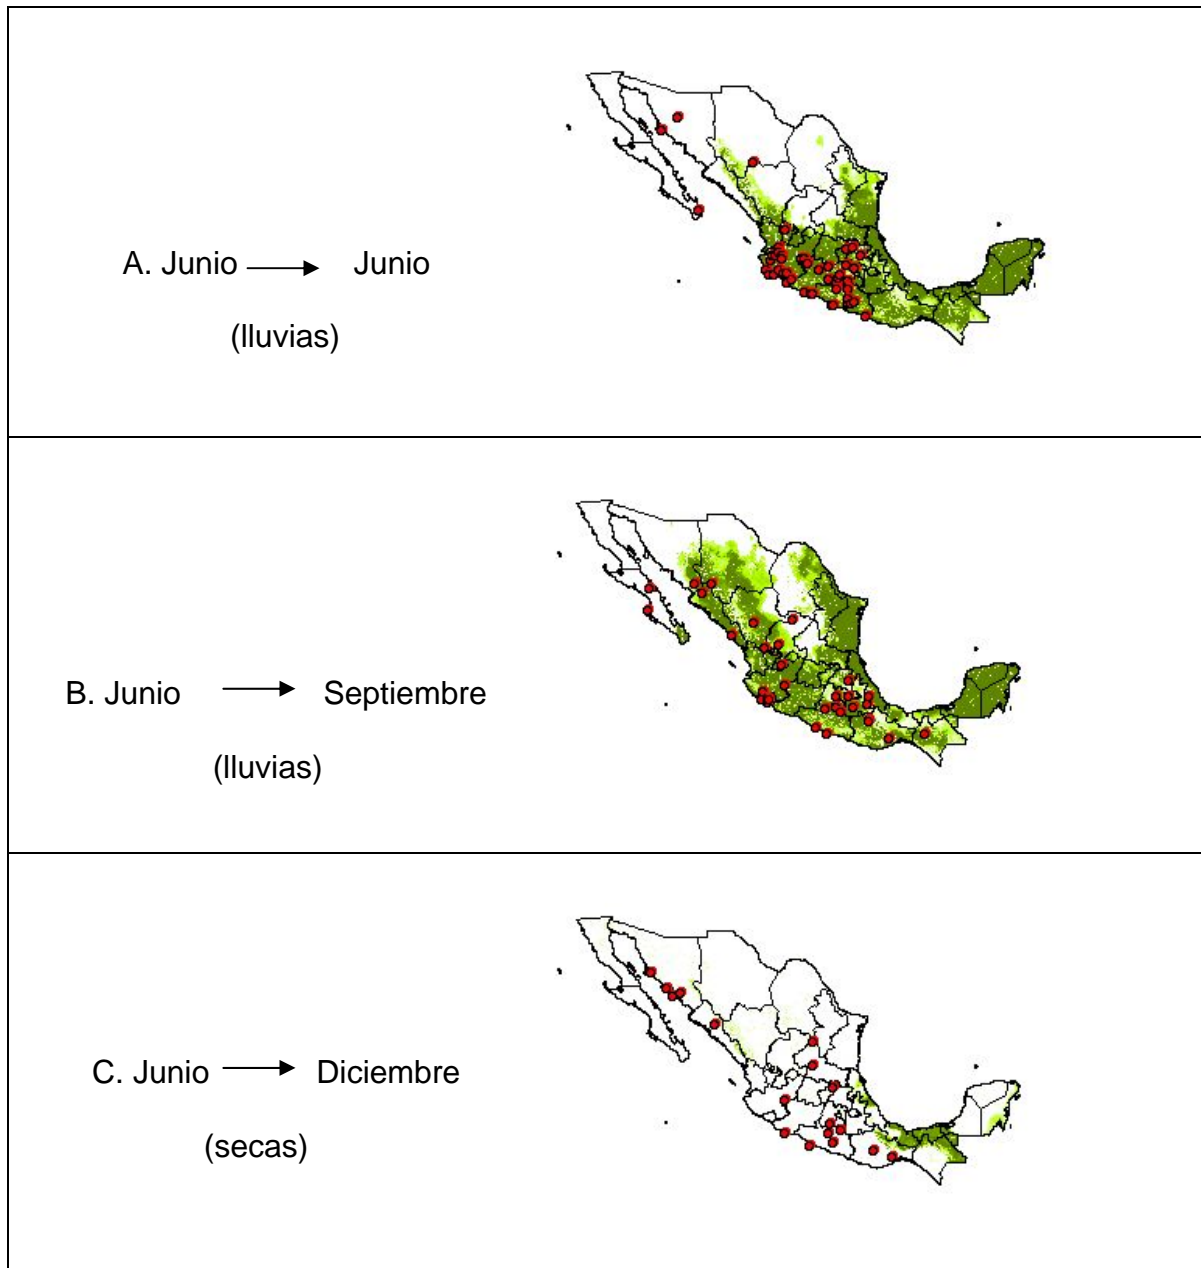 A. Junio → Junio
(lluvias)
B. Junio → Septiembre
(lluvias)
C. Junio → Diciembre
(secas)